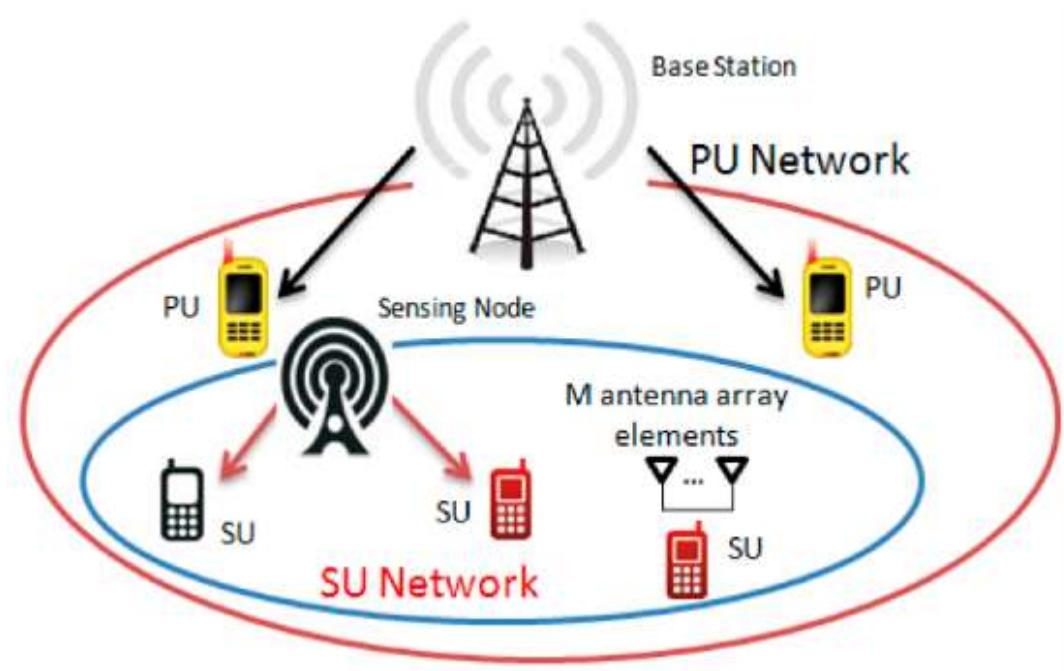 Base Station
PU Network
PU
PU
Sensing Node
M antenna array
elements
...
SU
SU
SU
SU Network